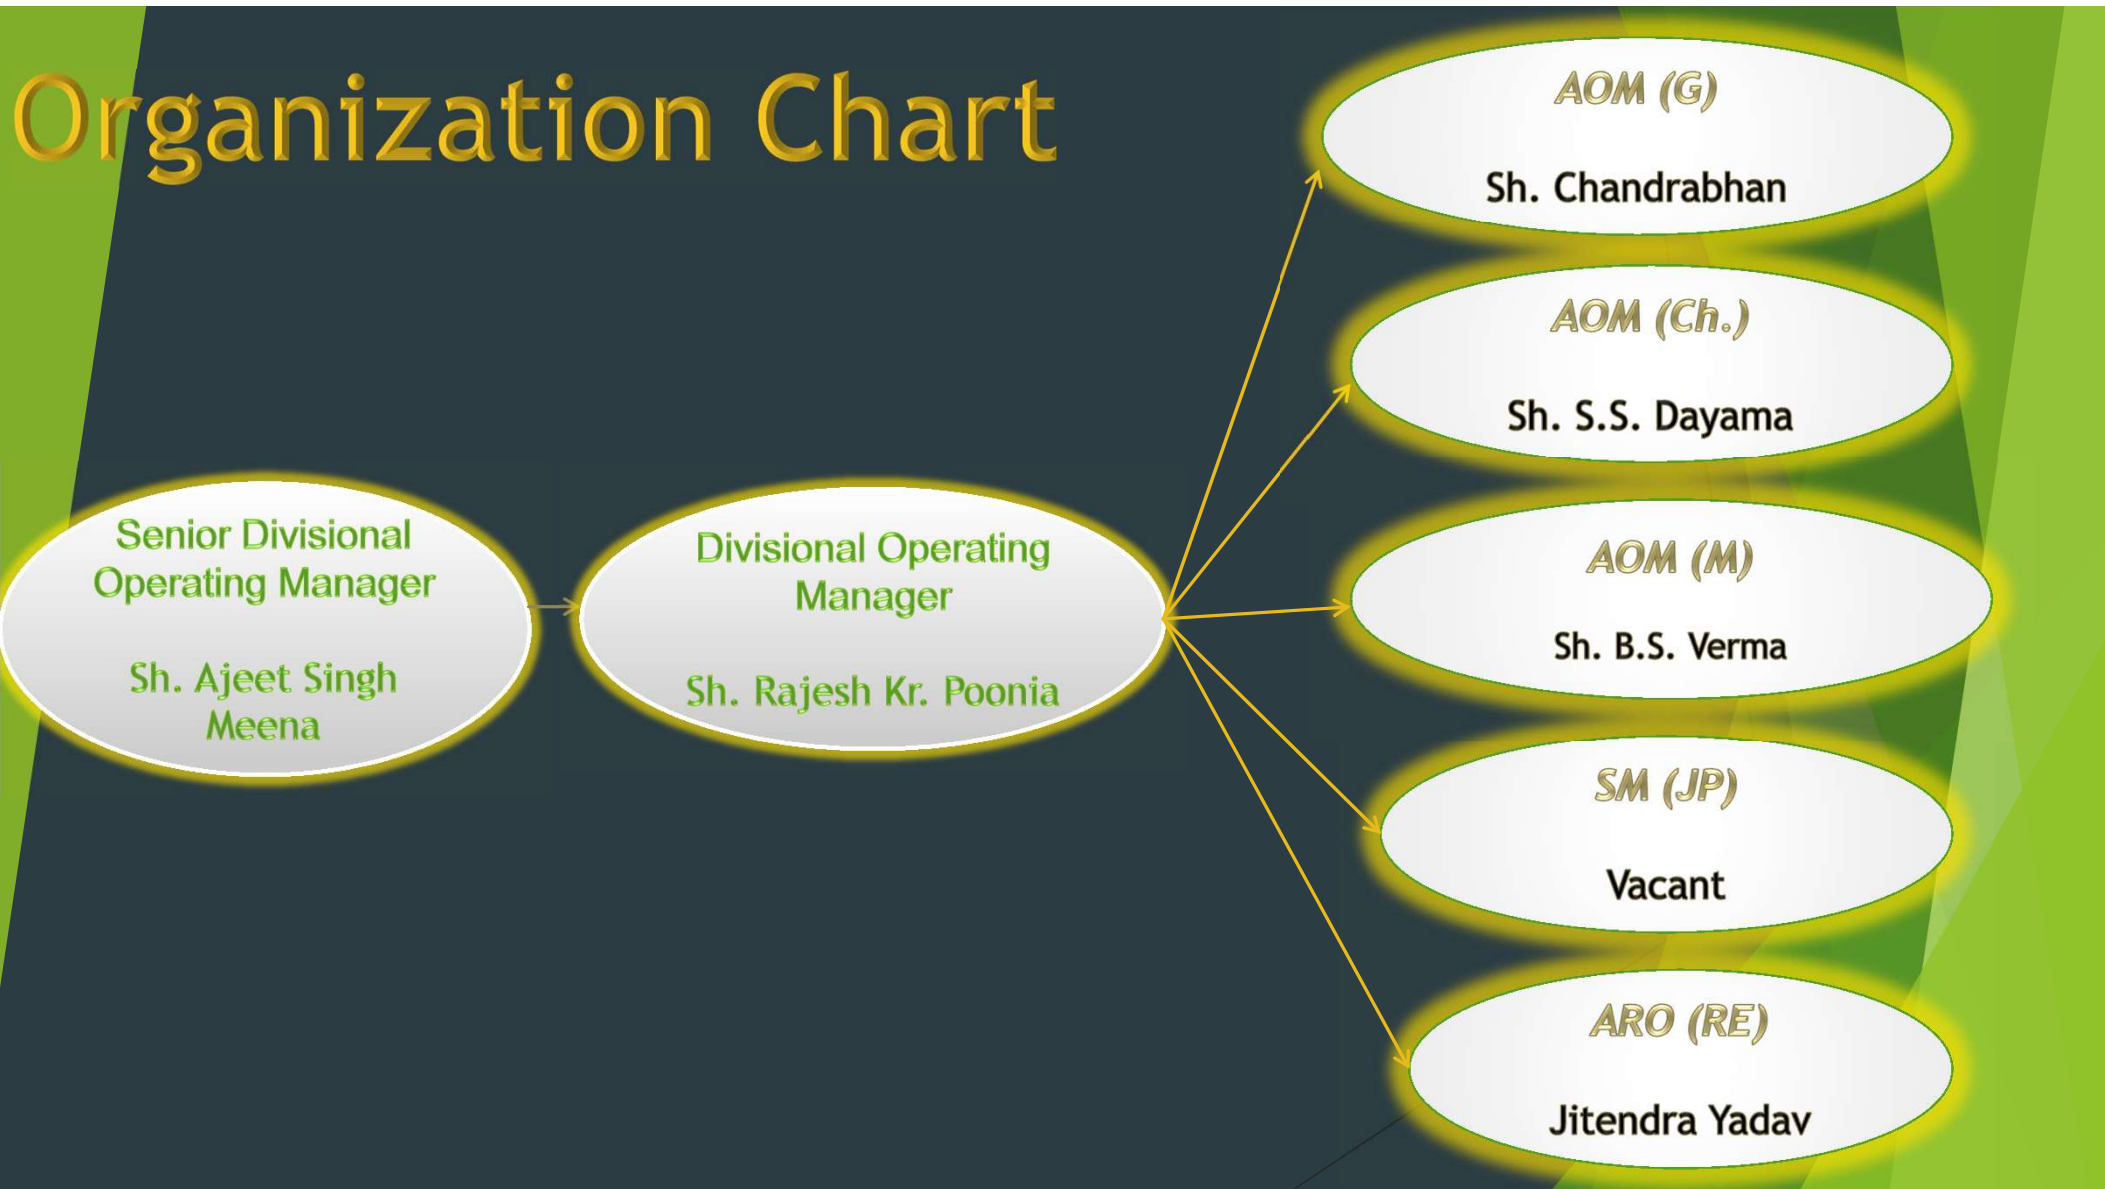 Organization Chart
Senior Divisional
Operating Manager
Sh. Ajeet Singh
Meena
Divisional Operating
Manager
Sh. Rajesh Kr. Poonia
AOM (G)
Sh. Chandrabhan
AOM (Ch.)
Sh. S.S. Dayama
AOM (M)
Sh. B.S. Verma
SM (JP)
Vacant
ARO (RE)
Jitendra Yadav